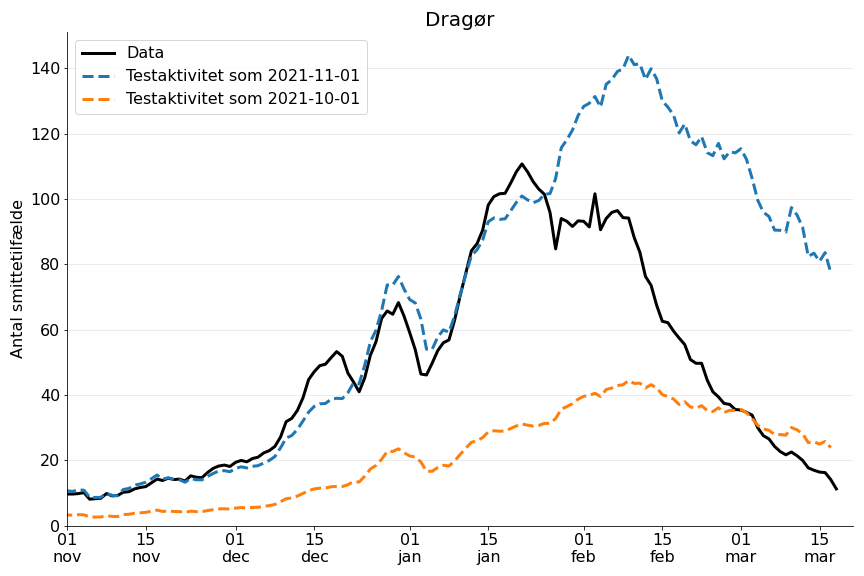 Dragør
Data
Testaktivitet som 2021-11-01
Testaktivitet som 2021-10-01
Antal smittetilfælde
140
120
100
80
60
40
20
0
01 15 01 15 01 15 01 15 01 15
nov nov dec dec jan jan feb feb mar mar